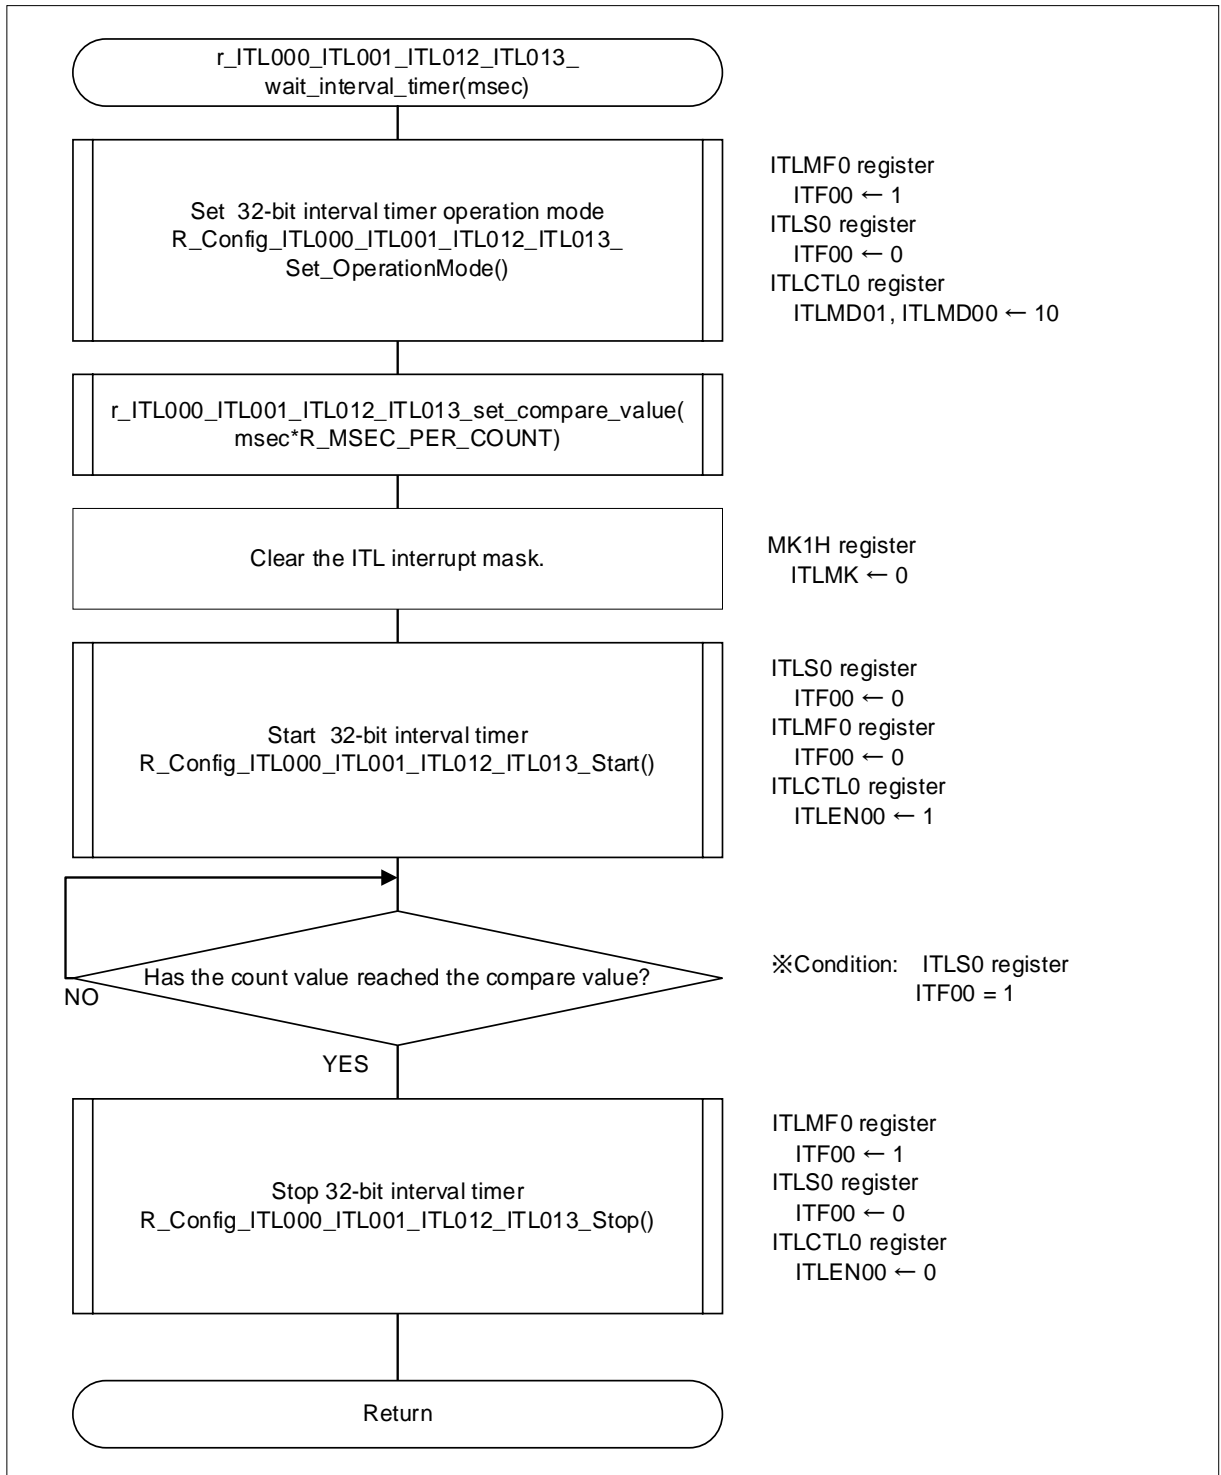 r_ITL000_ITL001_ITL012_ITL013_
wait_interval_timer(msec)
Set  32-bit interval timer operation mode
R_Config_ITL000_ITL001_ITL012_ITL013_
Set_OperationMode()
ITLMF0 register
ITF00 ← 1
ITLS0 register
ITF00 ← 0
ITLCTL0 register
ITLMD01, ITLMD00 ← 10
r_ITL000_ITL001_ITL012_ITL013_set_compare_value(
msec*R_MSEC_PER_COUNT)
Clear the ITL interrupt mask.
MK1H register
ITLMK ← 0
Start  32-bit interval timer
R_Config_ITL000_ITL001_ITL012_ITL013_Start()
ITLS0 register
ITF00 ← 0
ITLMF0 register
ITF00 ← 0
ITLCTL0 register
ITLEN00 ← 1
Has the count value reached the compare value?
NO
※Condition:   ITLS0 register
ITF00 = 1
YES
Stop 32-bit interval timer
R_Config_ITL000_ITL001_ITL012_ITL013_Stop()
ITLMF0 register
ITF00 ← 1
ITLS0 register
ITF00 ← 0
ITLCTL0 register
ITLEN00 ← 0
Return